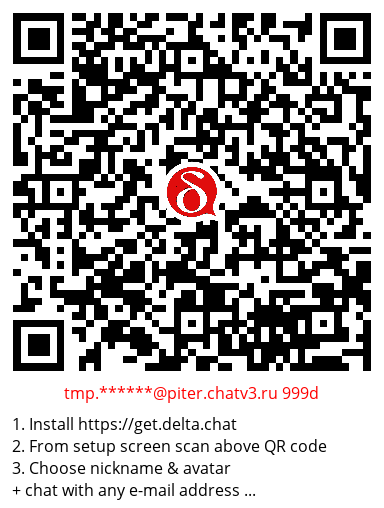 δ
tmp.******@piter.chatv3.ru 999d
1. Install https://get.delta.chat
2. From setup screen scan above QR code
3. Choose nickname & avatar
+ chat with any e-mail address ...